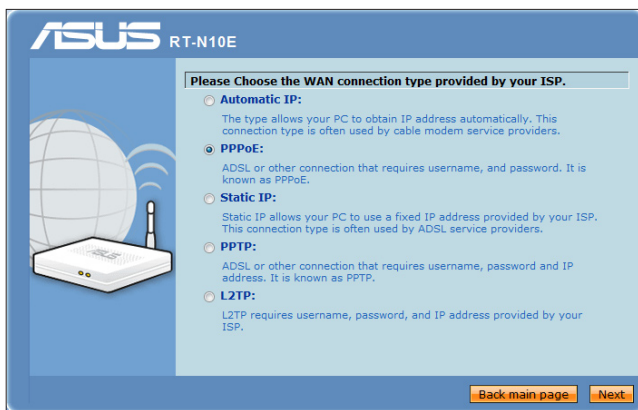 ASUS RT-N10E
Please Choose the WAN connection type provided by your ISP.
Automatic IP:
The type allows your PC to obtain IP address automatically. This
connection type is often used by cable modem service providers.
PPPoE:
ADSL or other connection that requires username, and password. It is
known as PPPoE.
Static IP:
Static IP allows your PC to use a fixed IP address provided by your ISP.
This connection type is often used by ADSL service providers.
PPTP:
ADSL or other connection that requires username, password and IP
address. It is known as PPTP.
L2TP:
L2TP requires username, password, and IP address provided by your
ISP.
ASUS
Back main page Next